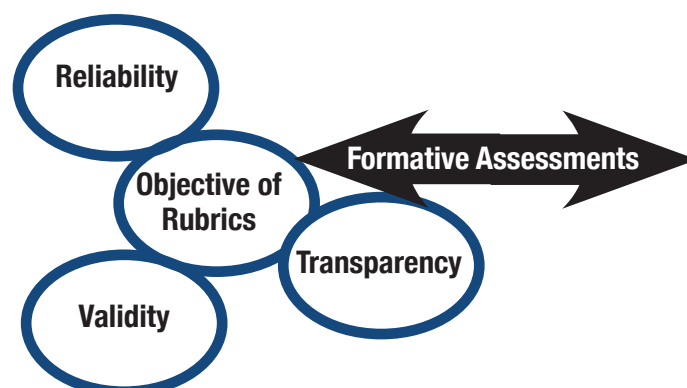 Reliability
Formative Assessments
Objective of
Rubrics
Transparency
Validity